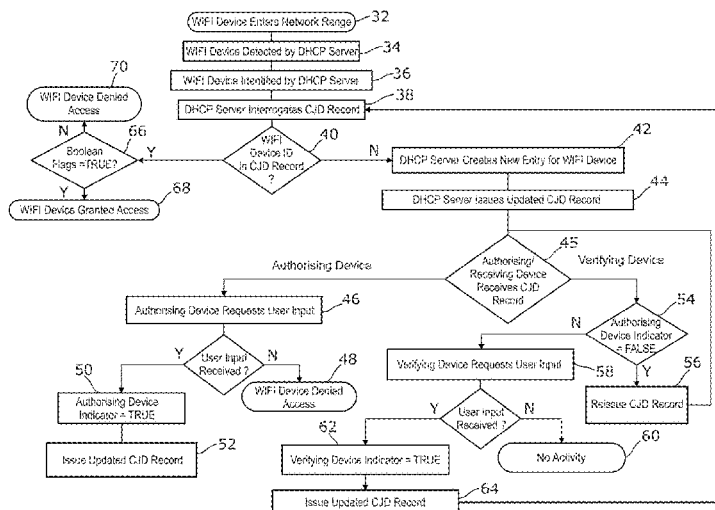 WIFI Device Enters Network Range
32
WIFI Device Detected by DHCP Server
34
WIFI Device Identified by DHCP Server
36
DHCP Server Interrogates CJD Record
38
70
WIFI Device Denied
Access
N
66
Boolean
Flags =TRUE?
Y
WIFI Device Granted Access
68
Y
WIFI
Device ID
In CJD Record
?
40
N
42
DHCP Server Creates New Entry for WIFI Device
44
DHCP Server Issues Updated CJD Record
45
Authorising/
Receiving Device
Receives CJD
Record
Authorising Device
Verifying Device
46
Authorising Device Requests User Input
54
Authorising
Device Indicator
= FALSE
N
Y
User Input
Received ?
Y
N
48
WIFI Device Denied
Access
58
Verifying Device Requests User Input
56
Reissue CJD Record
50
Authorising Device
Indicator = TRUE
52
Issue Updated CJD Record
User Input
Received ?
Y
N
62
Verifying Device Indicator = TRUE
60
No Activity
64
Issue Updated CJD Record